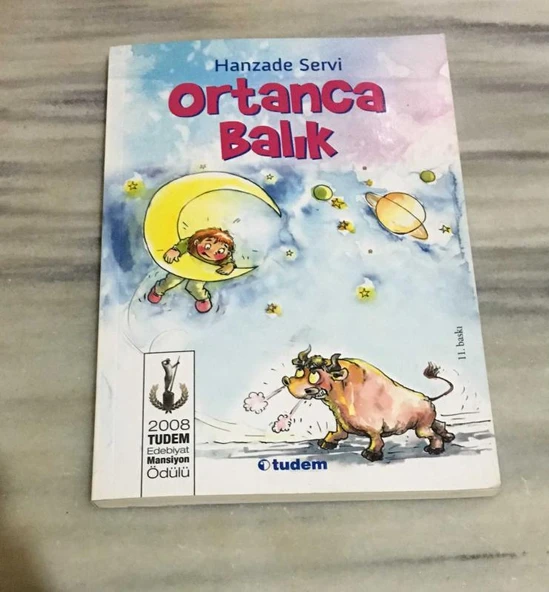 Hanzade Servi
Ortanca
Balık
11. baskı
2008
TUDEM
Edebiyat
Mansiyon
Ödülü
tudem